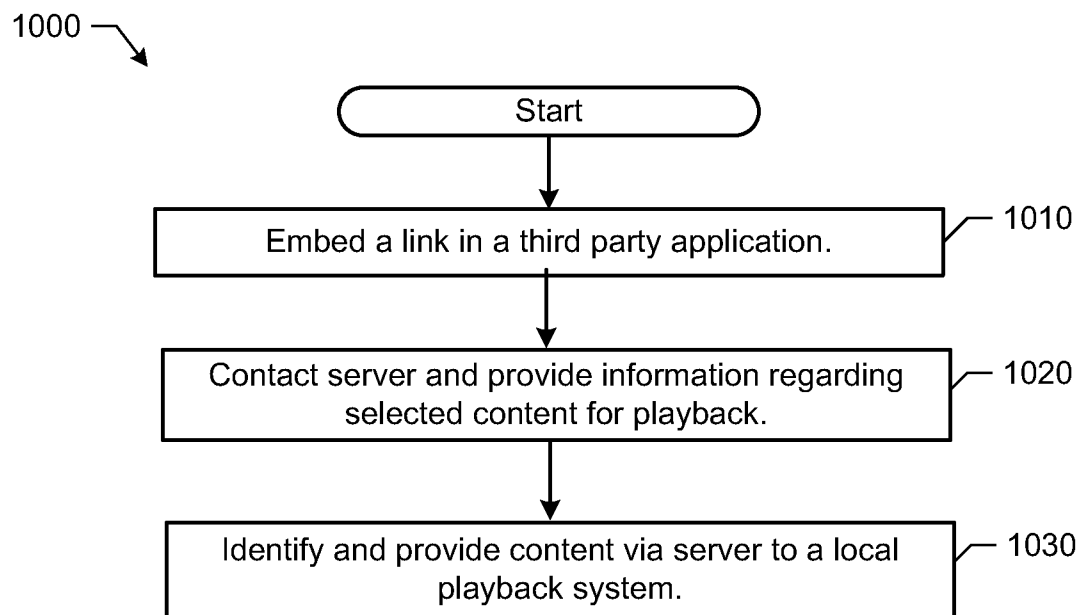 1000
Start
Embed a link in a third party application.
1010
Contact server and provide information regarding
selected content for playback.
1020
Identify and provide content via server to a local
playback system.
1030